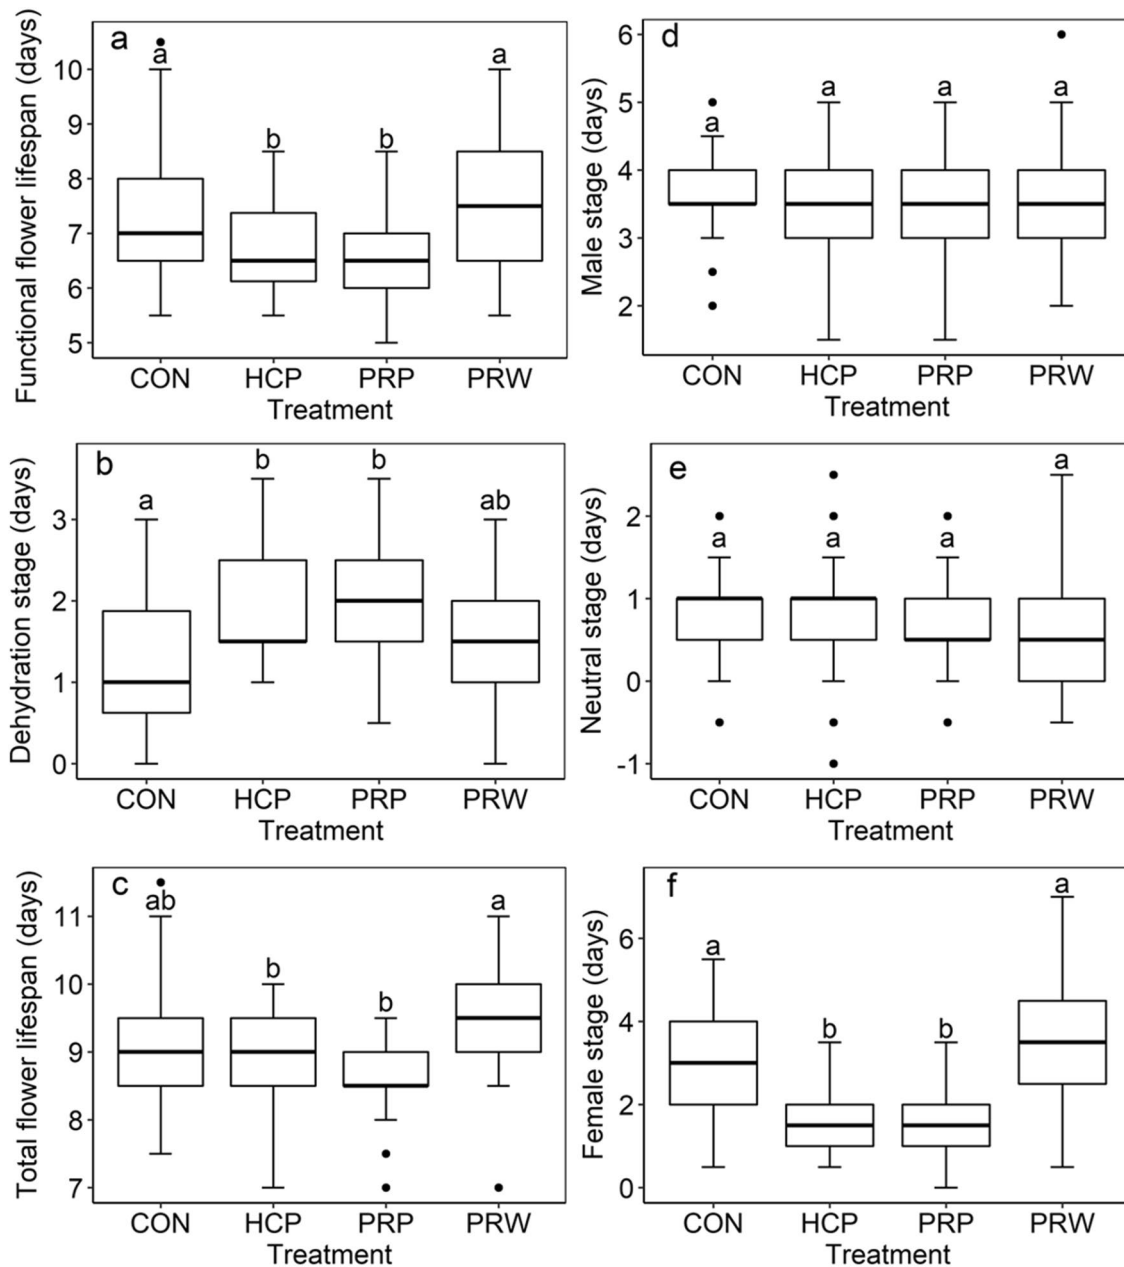 a
Functional flower lifespan (days)
10
9
8
7
6
5
a
b
b
a
CON HCP PRP PRW
Treatment
d
Male stage (days)
6
5
4
3
2
a
a
a
a
CON HCP PRP PRW
Treatment
b
Dehydration stage (days)
3
2
1
0
a
b
b
ab
CON HCP PRP PRW
Treatment
e
Neutral stage (days)
2
1
0
-1
a
a
a
a
CON HCP PRP PRW
Treatment
c
Total flower lifespan (days)
11
10
9
8
7
ab
b
b
a
CON HCP PRP PRW
Treatment
f
Female stage (days)
6
4
2
0
a
b
b
a
CON HCP PRP PRW
Treatment